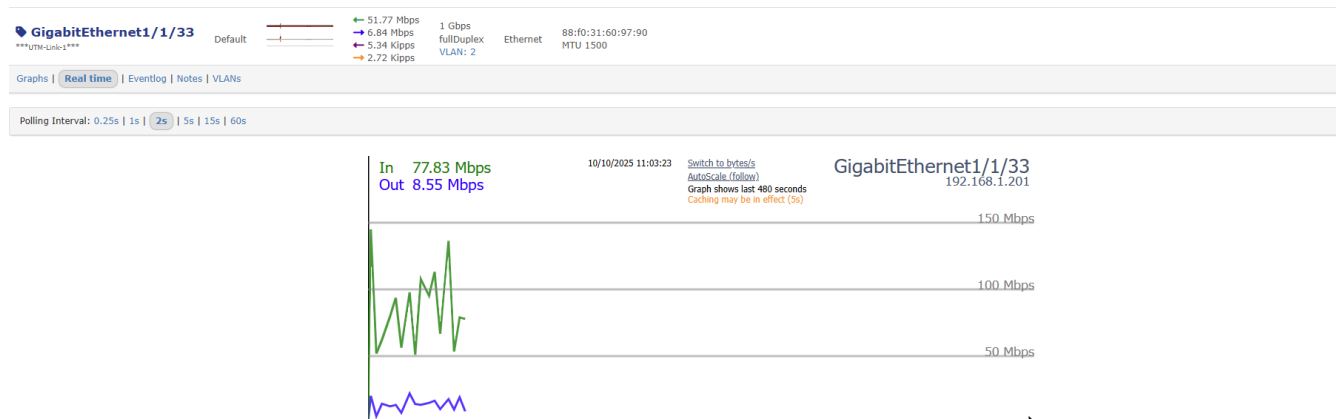 GigabitEthernet1/1/33
***UTM-Link-1***
Default
← 51.77 Mbps
→ 6.84 Mbps
← 5.34 Kipps
→ 2.72 Kipps
1 Gbps
fullDuplex
VLAN: 2
Ethernet
88:f0:31:60:97:90
MTU 1500
Graphs | Real time | Eventlog | Notes | VLANs
Polling Interval: 0.25s | 1s | 2s | 5s | 15s | 60s
In 77.83 Mbps
Out 8.55 Mbps
10/10/2025 11:03:23
Switch to bytes/s
AutoScale (follow)
Graph shows last 480 seconds
Caching may be in effect (5s)
GigabitEthernet1/1/33
192.168.1.201
150 Mbps
100 Mbps
50 Mbps